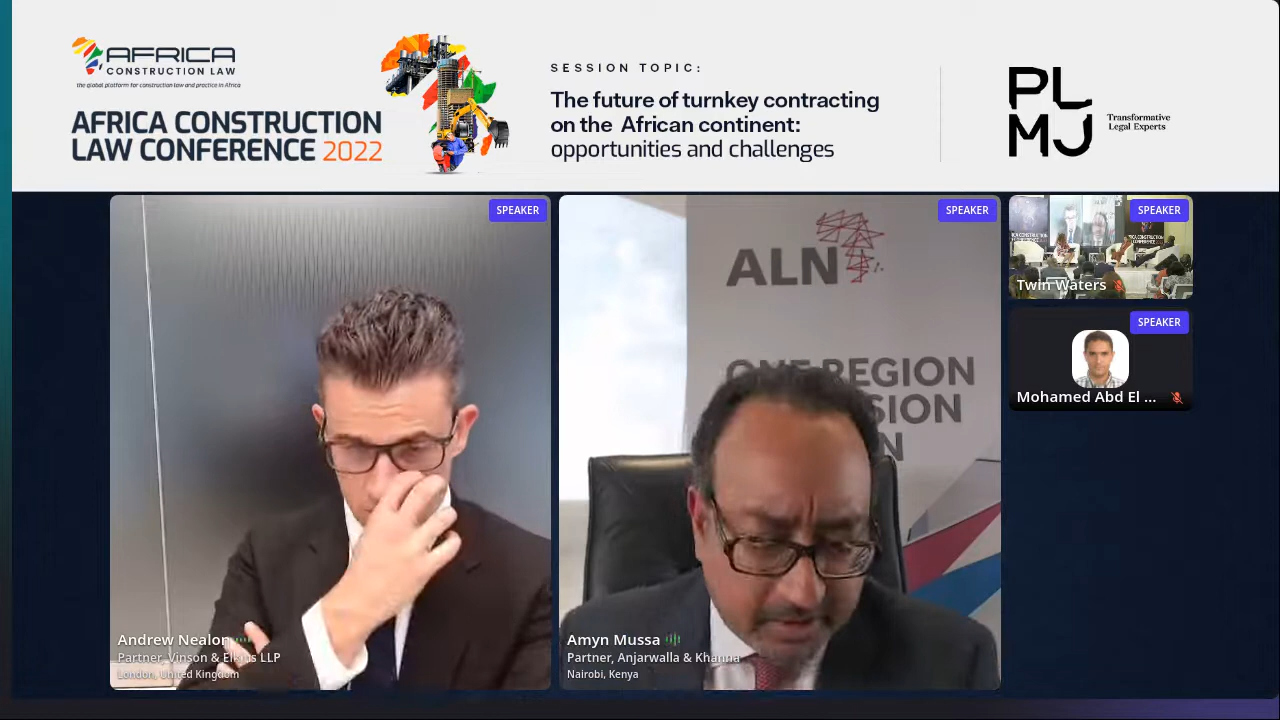 AFRICA
CONSTRUCTION LAW
The global platform for construction law and practice in Africa
AFRICA CONSTRUCTION
LAW CONFERENCE 2022
SESSION TOPIC:
The future of turnkey contracting
on the African continent:
opportunities and challenges
PL
MJ
Transformative
Legal Experts
SPEAKER
Andrew Nealon
Partner, Vinson & Elkins LLP
London, United Kingdom
SPEAKER
ALN
ONE REGION
Amyn Mussa
Partner, Anjarwalla & Khanna
Nairobi, Kenya
SPEAKER
Twin Waters
SPEAKER
Mohamed Abd El ...